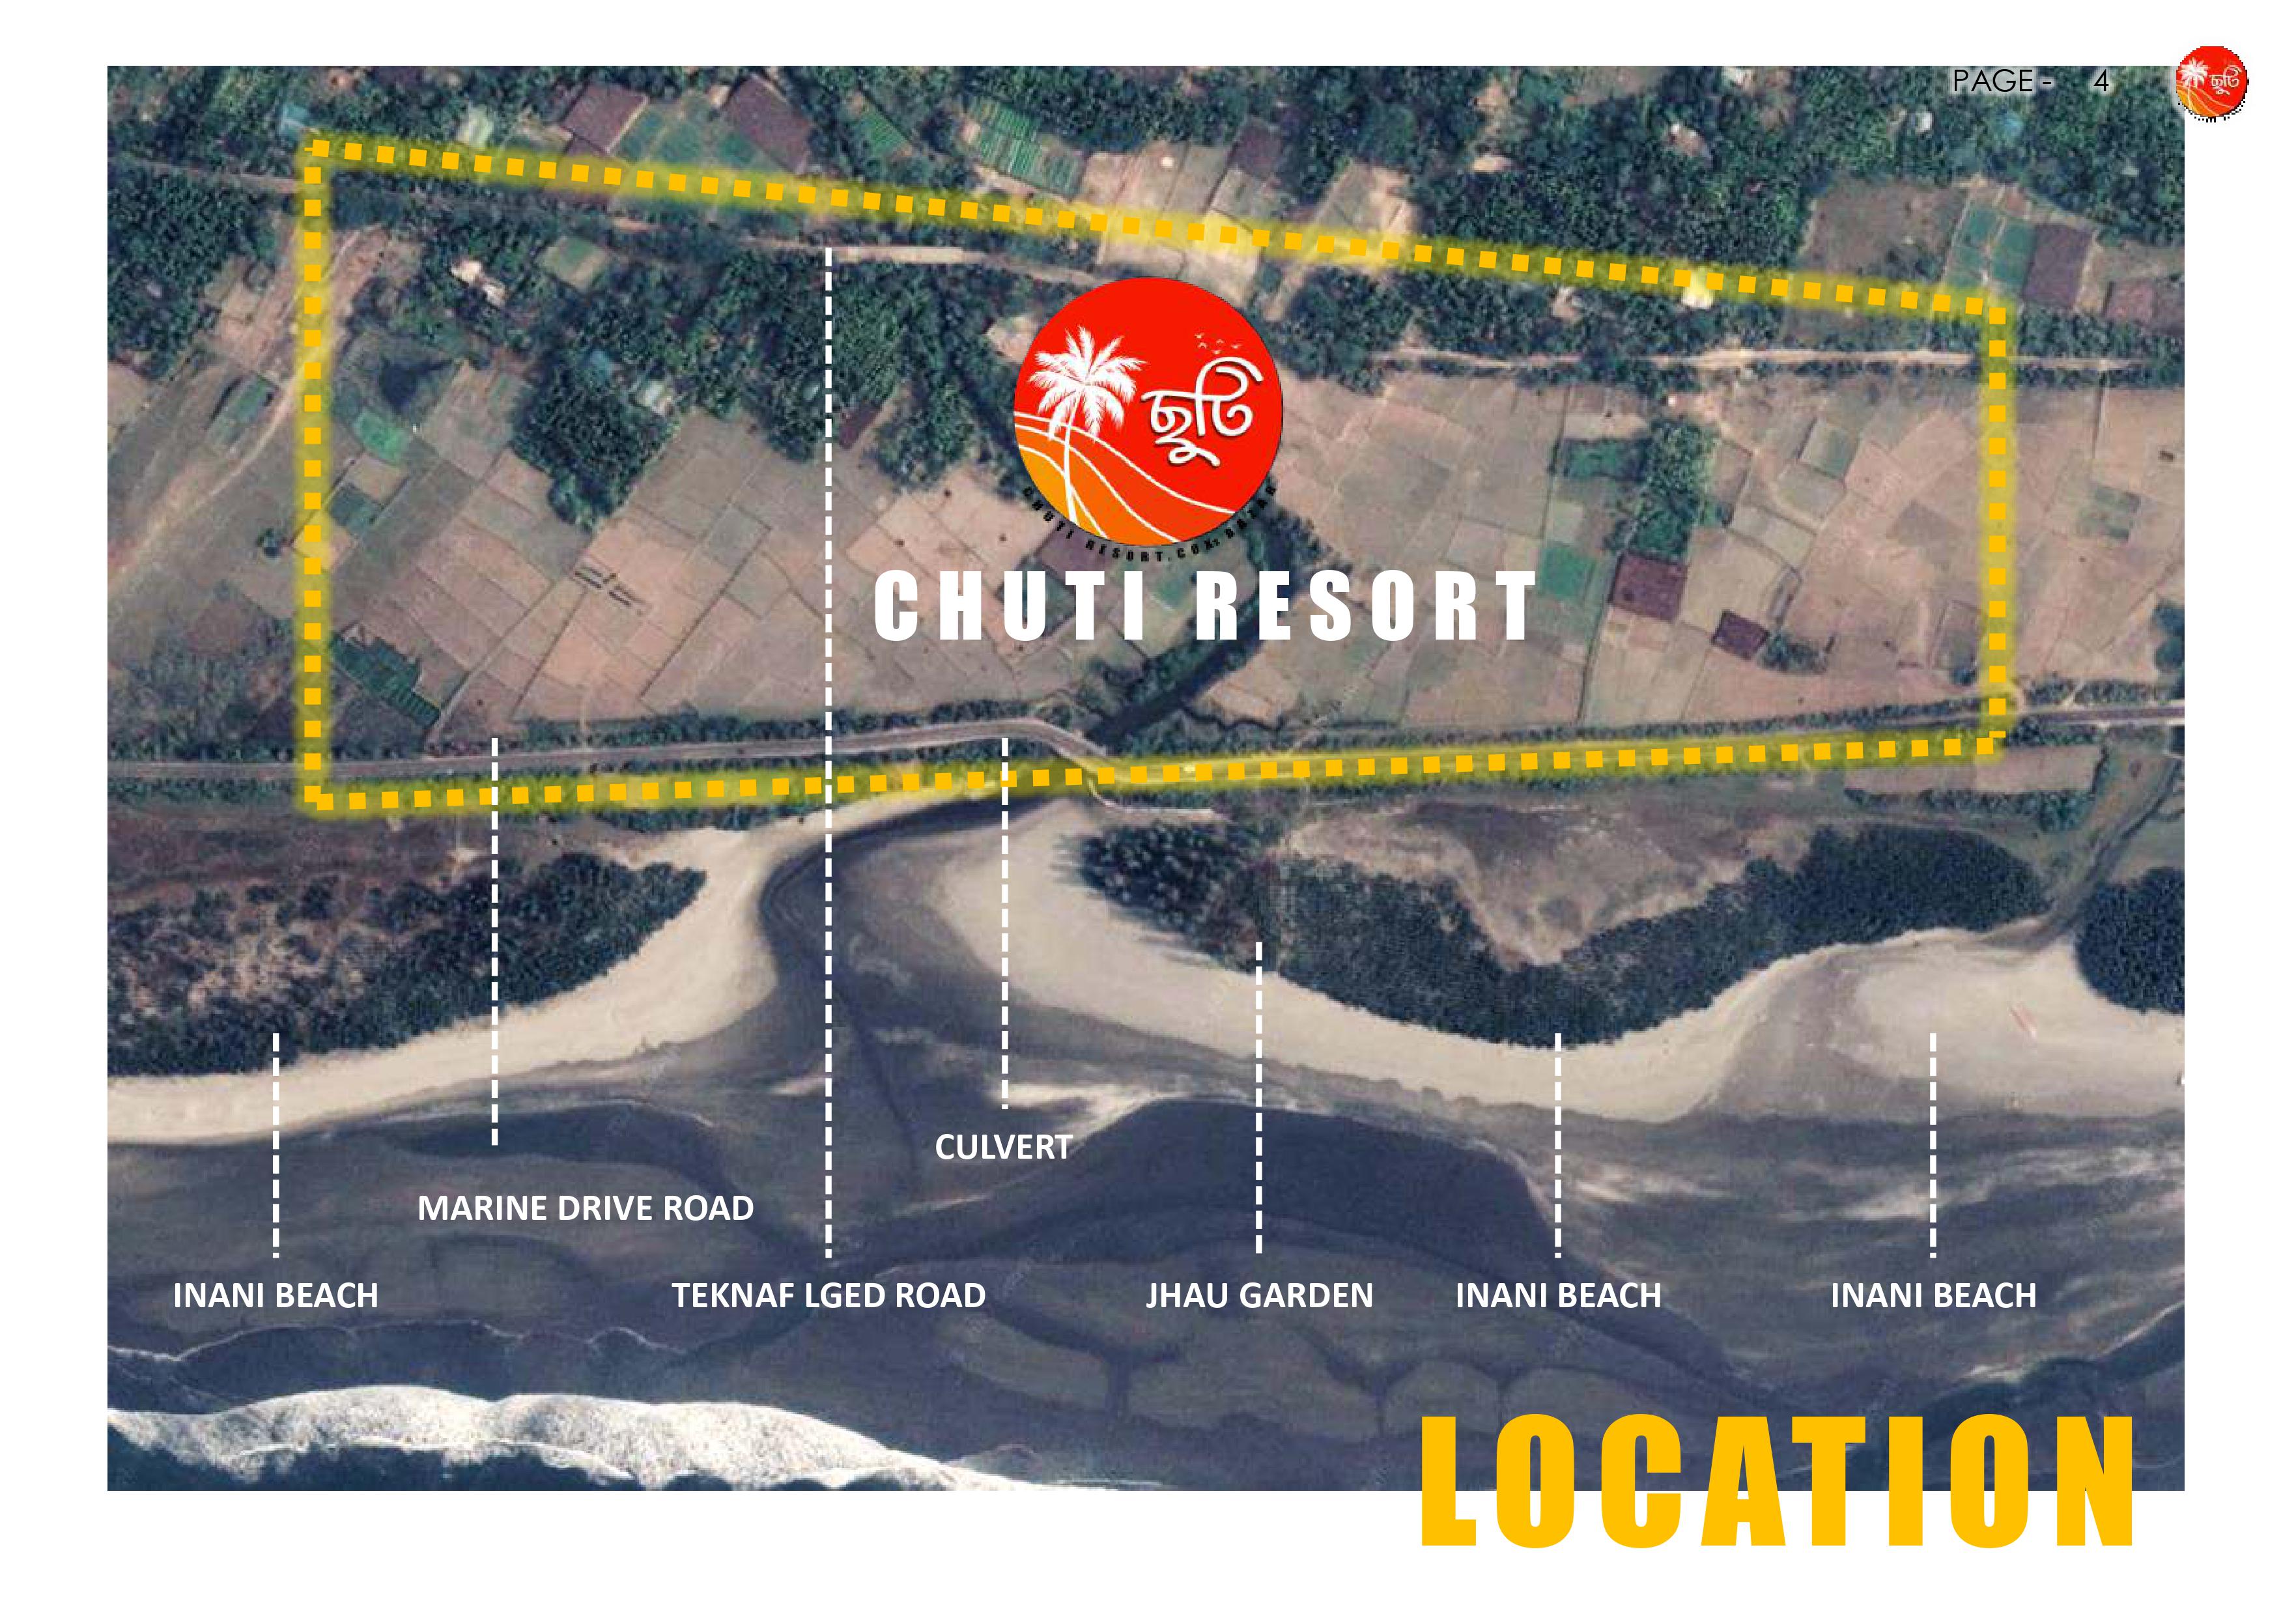 PAGE - 4
ছুটি
ছুটি
CHUTI RESORT. COXs BAZAR
CHUTI RESORT
CULVERT
MARINE DRIVE ROAD
INANI BEACH
TEKNAF LGED ROAD
JHAU GARDEN
INANI BEACH
INANI BEACH
LOCATION